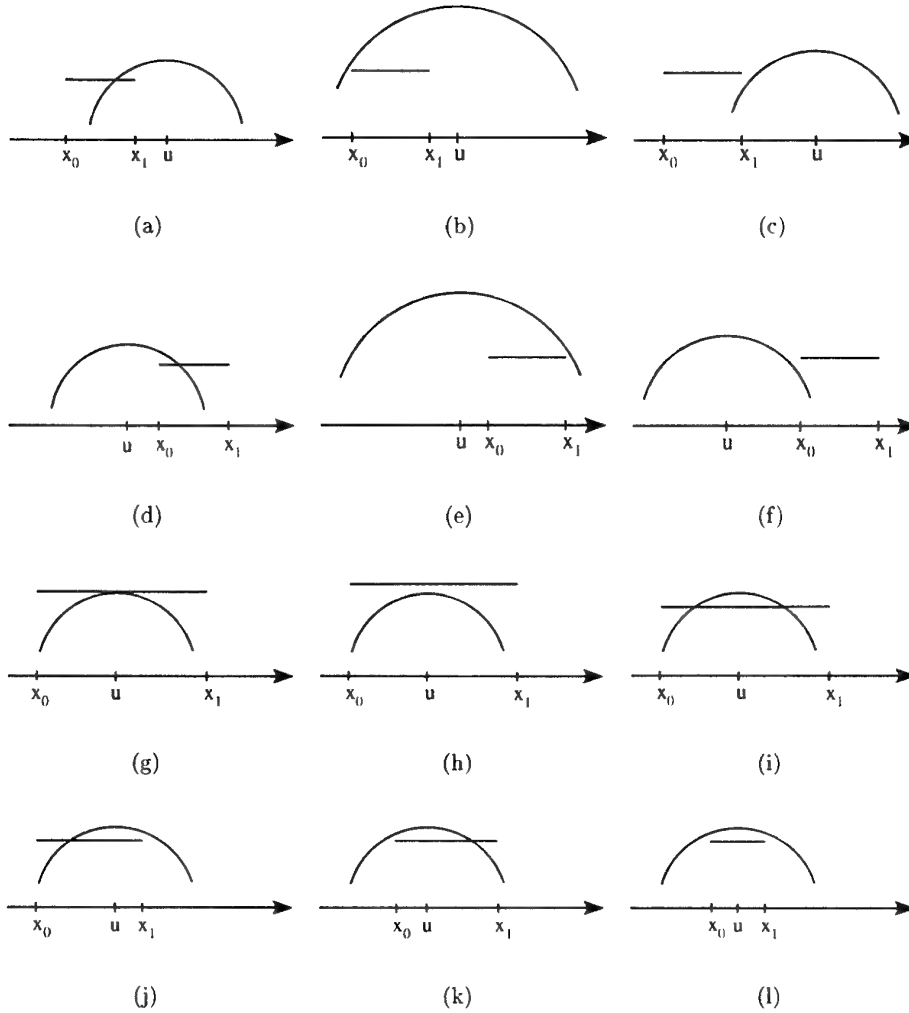 x₀ x₁ u
x₀ x₁ u
x₀ x₁ u
(a) (b) (c)
u x₀ x₁
u x₀ x₁
u x₀ x₁
(d) (e) (f)
x₀ u x₁
x₀ u x₁
x₀ u x₁
(g) (h) (i)
x₀ u x₁
x₀ u x₁
x₀ u x₁
(j) (k) (l)